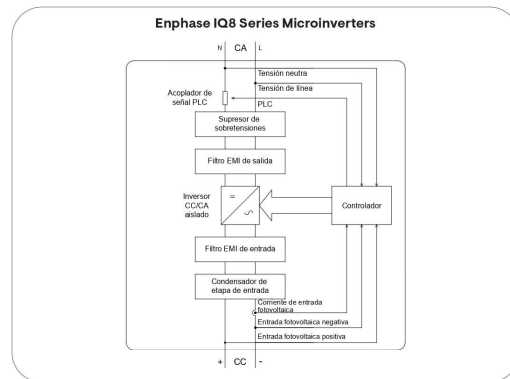 Enphase IQ8 Series Microinverters
N CA L
Tensión neutra
Tensión de línea
Acoplador de
señal PLC
PLC
Supresor de
sobretensiones
Filtro EMI de salida
Inversor
CC/CA
aislado
Controlador
Filtro EMI de entrada
Condensador de
etapa de entrada
Corriente de entrada
fotovoltaica
Entrada fotovoltaica negativa
Entrada fotovoltaica positiva
+ CC -